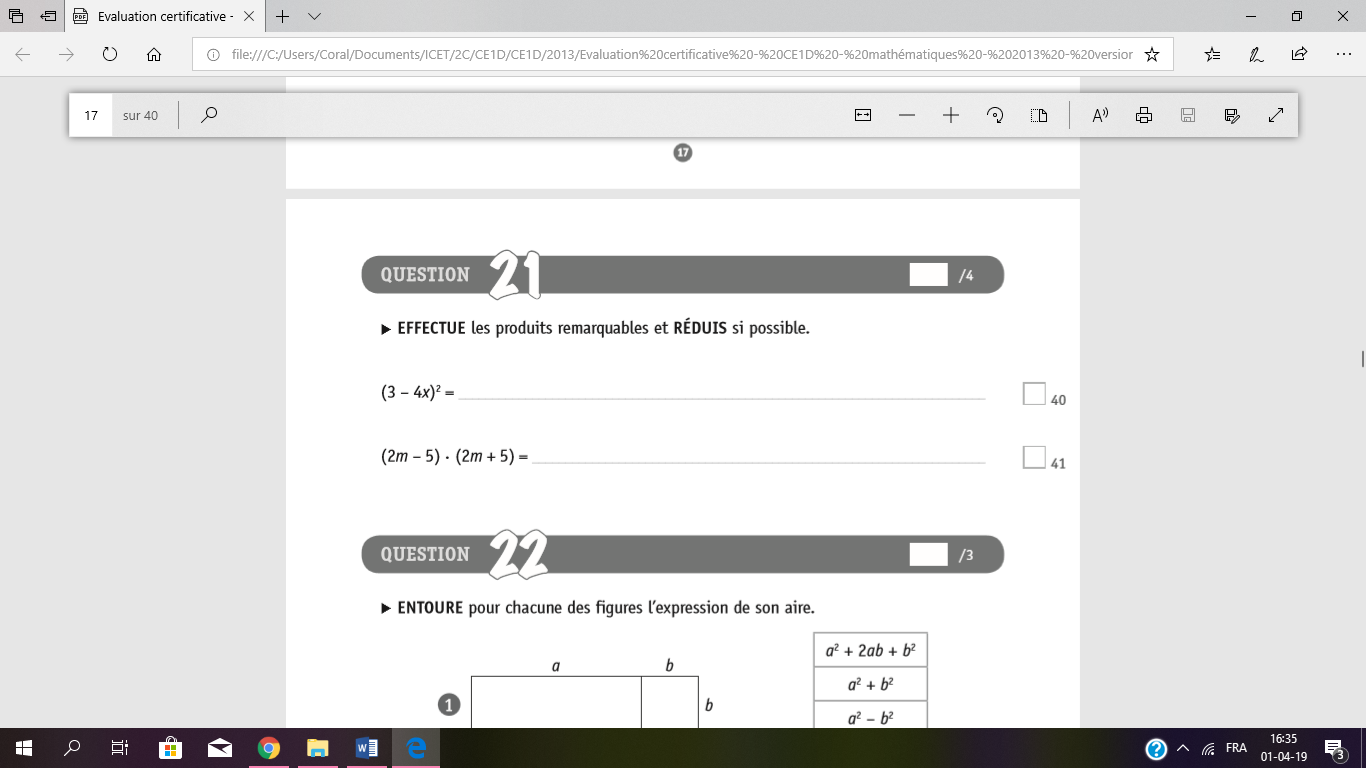 Evaluation certificative -
file:///C:/Users/Coral/Documents/ICET/2C/CE1D/CE1D/2013/Evaluation%20certificative%20-%20CE1D%20-%20mathématiques%20-%202013%20-%20version
17 sur 40
17
QUESTION 21 /4
▶ EFFECTUE les produits remarquables et RÉDUIS si possible.
(3 – 4x)² = 40
(2m – 5) · (2m + 5) = 41
QUESTION 22 /3
▶ ENTOURE pour chacune des figures l’expression de son aire.
a² + 2ab + b²
a b
a² + b²
1 b
a² – b²
FRA
16:35
01-04-19
3